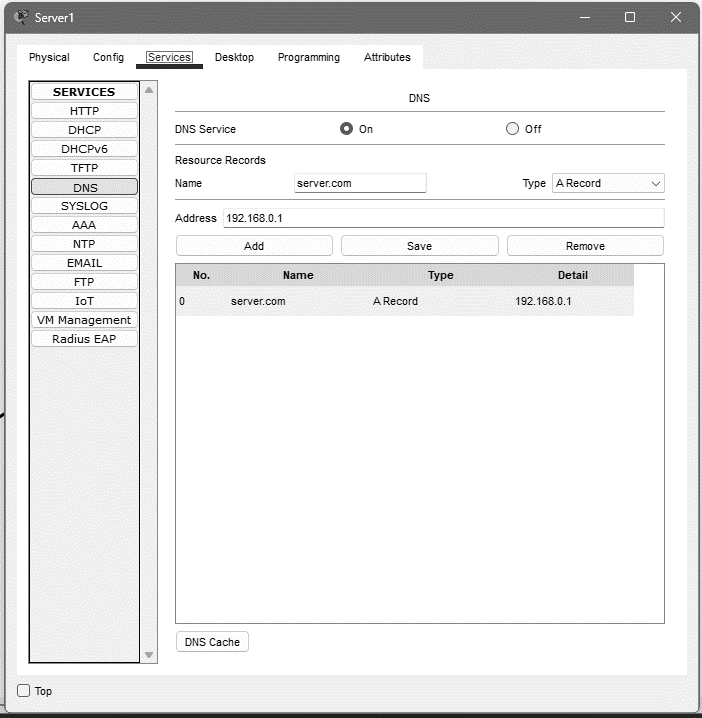 Server1
Physical Config Services Desktop Programming Attributes
SERVICES
HTTP
DHCP
DHCPv6
TFTP
DNS
SYSLOG
AAA
NTP
EMAIL
FTP
IoT
VM Management
Radius EAP
DNS
DNS Service On Off
Resource Records
Name server.com Type A Record
Address 192.168.0.1
Add Save Remove
No. Name Type Detail
0 server.com A Record 192.168.0.1
DNS Cache
Top